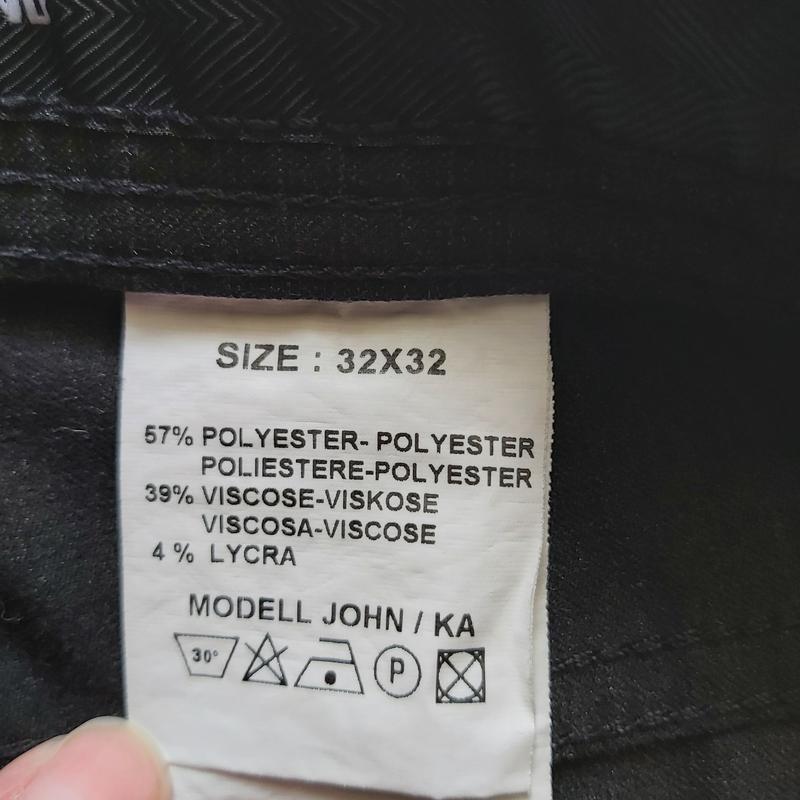 SIZE : 32X32
57% POLYESTER- POLYESTER
POLIESTERE-POLYESTER
39% VISCOSE-VISKOSE
VISCOSA-VISCOSE
4 % LYCRA
MODELL JOHN / KA
30°
P